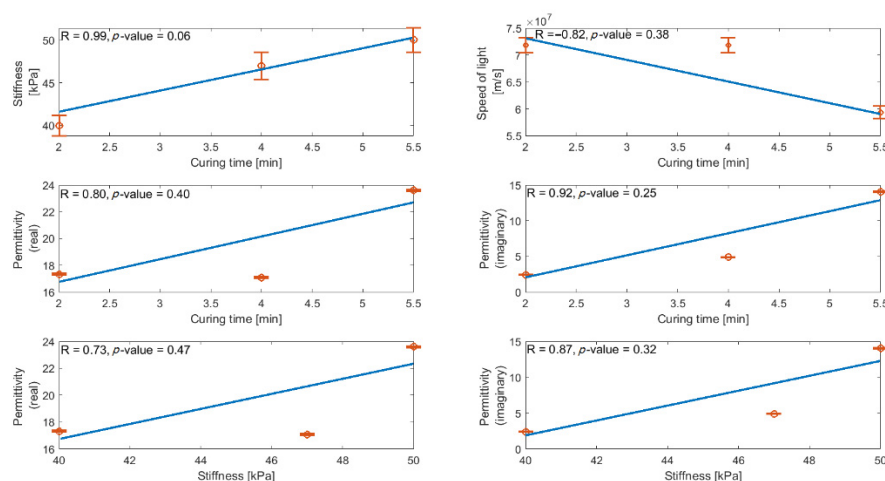 R = 0.99, p-value = 0.06
50
45
40
Stiffness
[kPa]
2 2.5 3 3.5 4 4.5 5 5.5
Curing time [min]
×10⁷
7.5
7
6.5
6
5.5
R =−0.82, p-value = 0.38
Speed of light
[m/s]
2 2.5 3 3.5 4 4.5 5 5.5
Curing time [min]
R = 0.80, p-value = 0.40
24
22
20
18
16
Permittivity
(real)
2 2.5 3 3.5 4 4.5 5 5.5
Curing time [min]
R = 0.92, p-value = 0.25
15
10
5
0
Permittivity
(imaginary)
2 2.5 3 3.5 4 4.5 5 5.5
Curing time [min]
R = 0.73, p-value = 0.47
24
22
20
18
16
Permittivity
(real)
40 42 44 46 48 50
Stiffness [kPa]
R = 0.87, p-value = 0.32
15
10
5
0
Permittivity
(imaginary)
40 42 44 46 48 50
Stiffness [kPa]